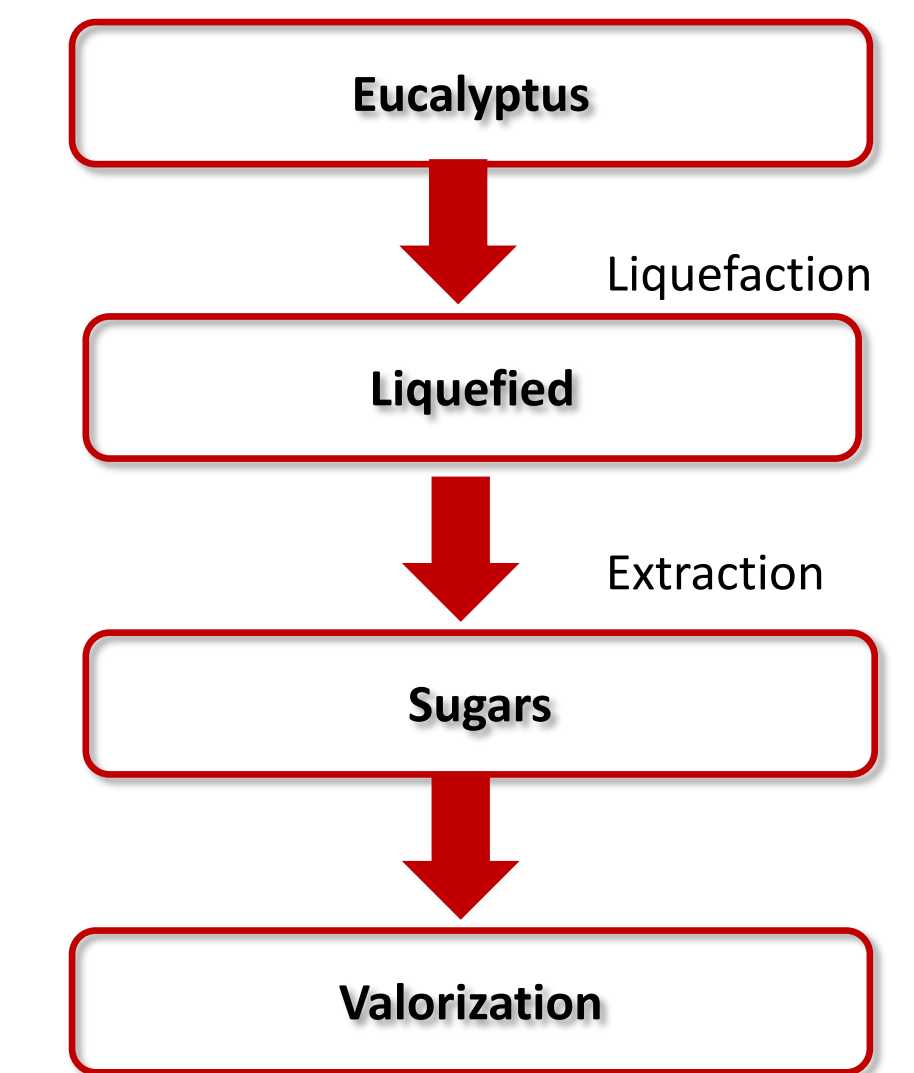 Eucalyptus
Liquefaction
Liquefied
Extraction
Sugars
Valorization